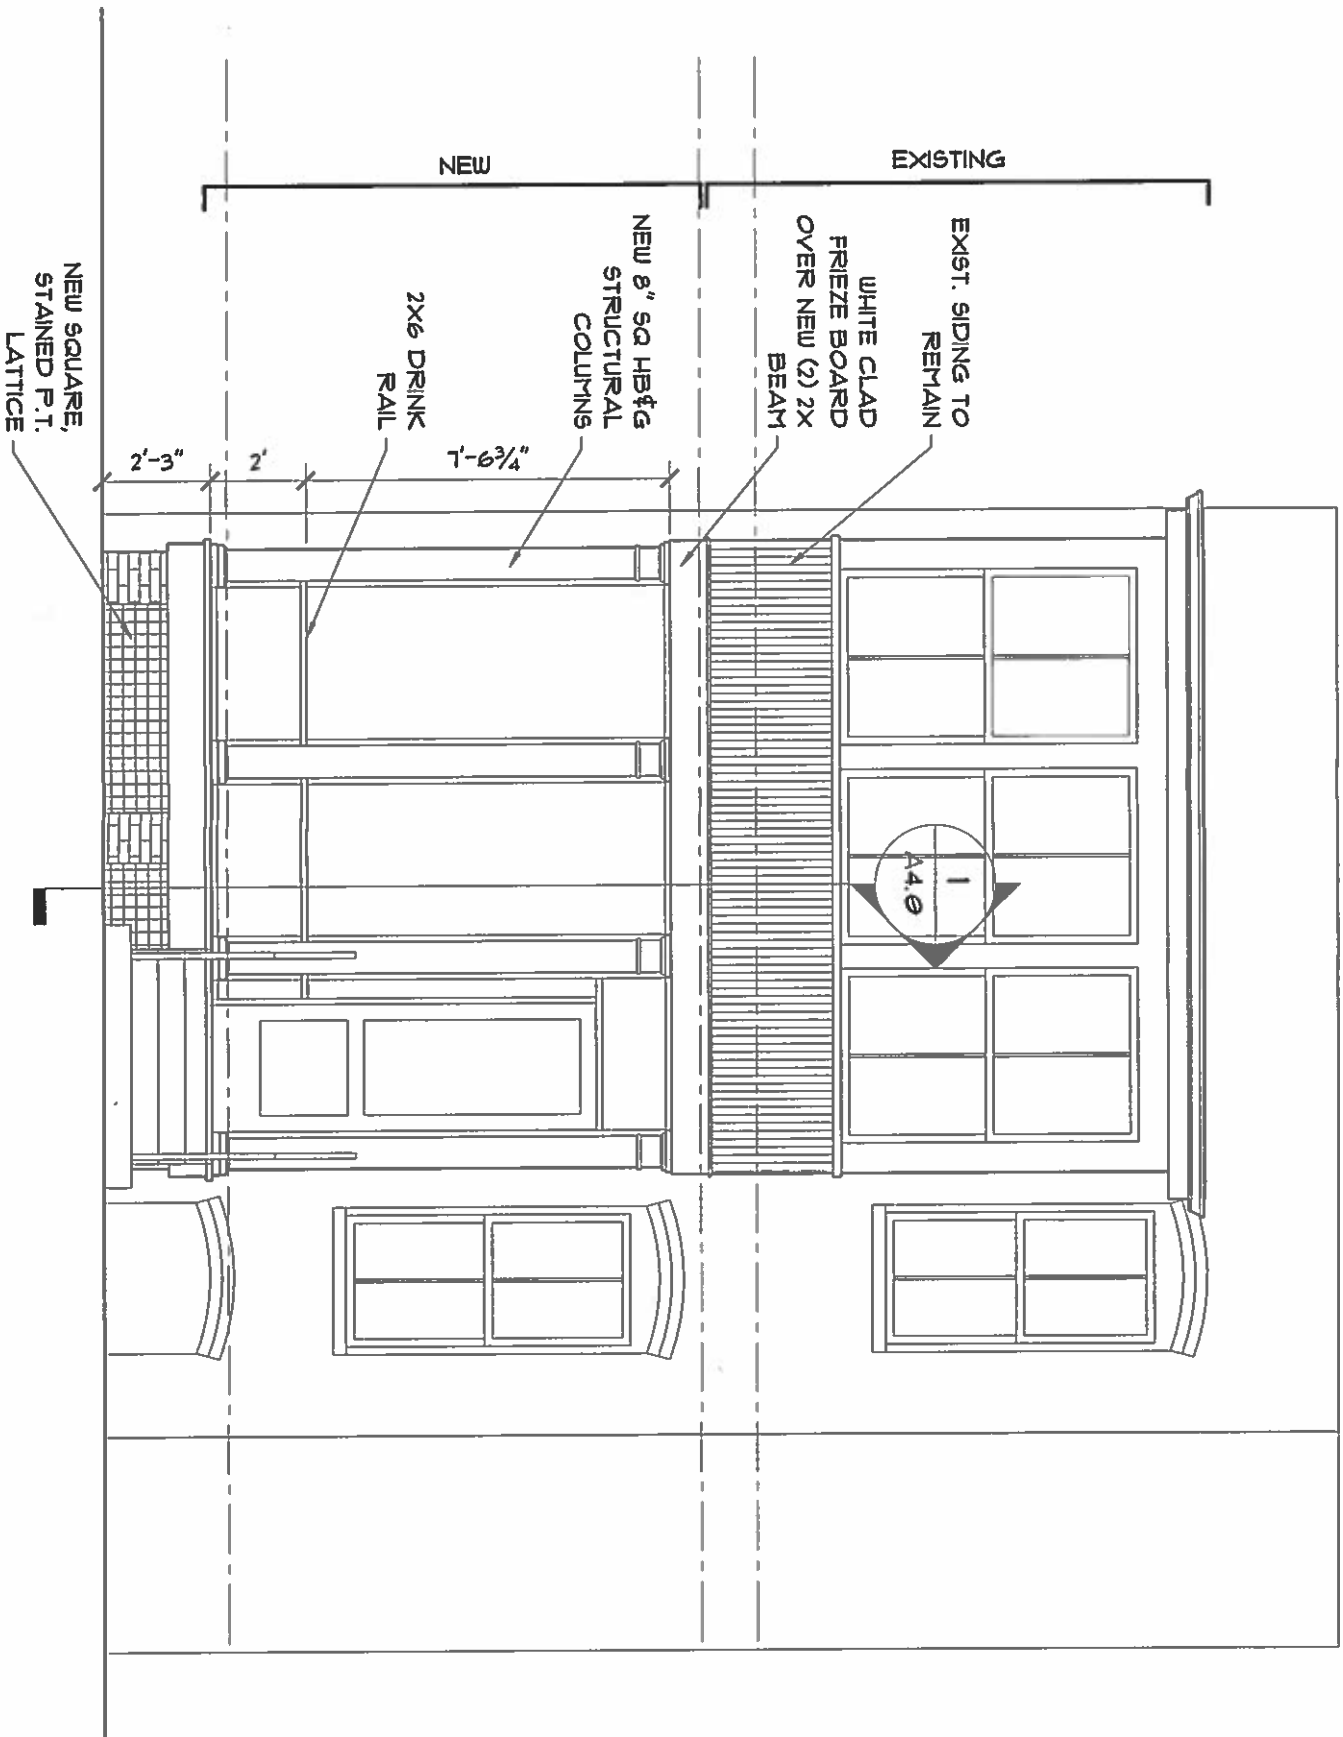 EXISTING
NEW
EXIST. SIDING TO
REMAIN
WHITE CLAD
FRIEZE BOARD
OVER NEW (2) 2X
BEAM
NEW 8" SQ HB&G
STRUCTURAL
COLUMNS
2X6 DRINK
RAIL
NEW SQUARE,
STAINED P.T.
LATTICE
7'-6¾"
2'
2'-3"
1
A4.0